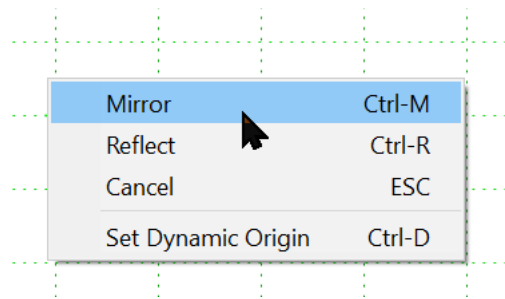 Mirror Ctrl-M
Reflect Ctrl-R
Cancel ESC
Set Dynamic Origin Ctrl-D